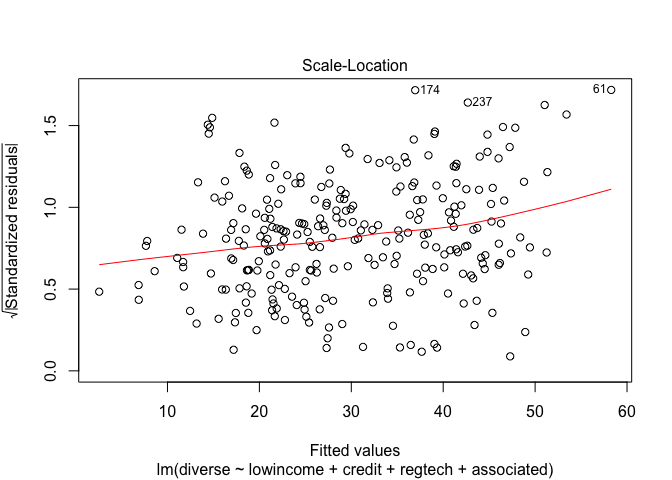 Scale-Location
√|Standardized residuals|
0.0 0.5 1.0 1.5
174
237
61
10 20 30 40 50 60
Fitted values
lm(diverse ~ lowincome + credit + regtech + associated)